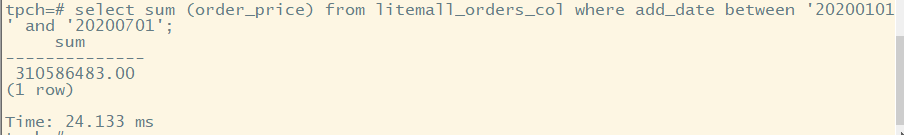 tpch=# select sum (order_price) from litemall_orders_col where add_date between '20200101
' and '20200701';
     sum
--------------
 310586483.00
(1 row)
Time: 24.133 ms